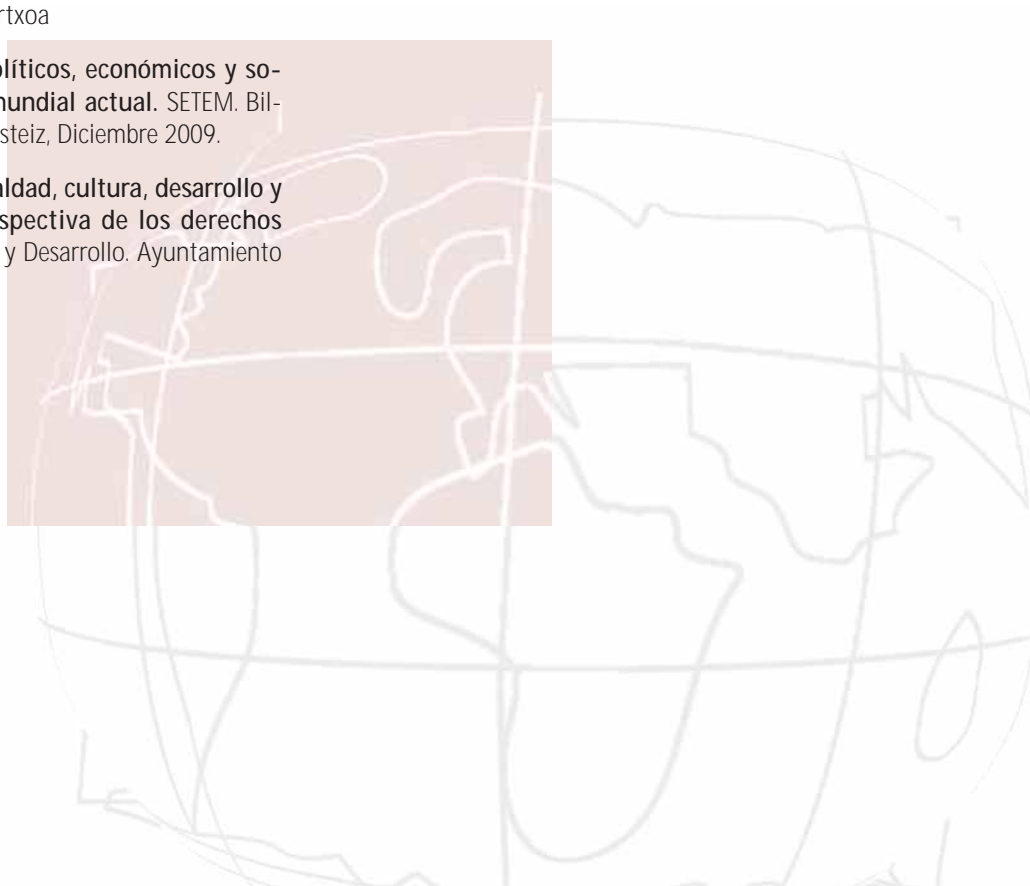 rtxoa
olíticos, económicos y so-
mundial actual. SETEM. Bil-
steiz, Diciembre 2009.
aldad, cultura, desarrollo y
rspectiva de los derechos
y Desarrollo. Ayuntamiento